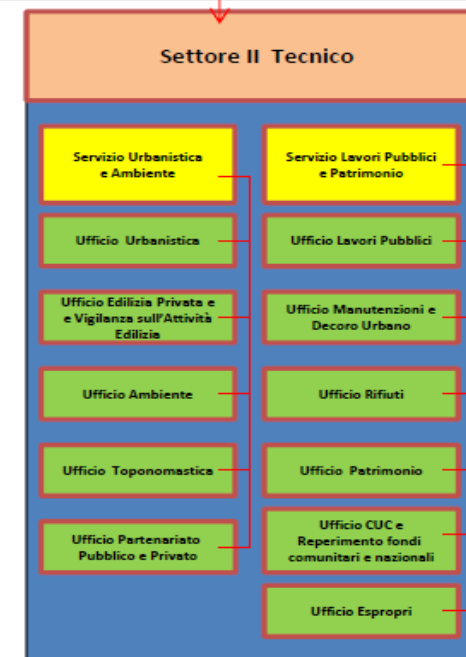 Settore II Tecnico
Servizio Urbanistica
e Ambiente
Ufficio Urbanistica
Ufficio Edilizia Privata e
e Vigilanza sull'Attività
Edilizia
Ufficio Ambiente
Ufficio Toponomastica
Ufficio Partenariato
Pubblico e Privato
Servizio Lavori Pubblici
e Patrimonio
Ufficio Lavori Pubblici
Ufficio Manutenzioni e
Decoro Urbano
Ufficio Rifiuti
Ufficio Patrimonio
Ufficio CUC e
Reperimento fondi
comunitari e nazionali
Ufficio Espropri